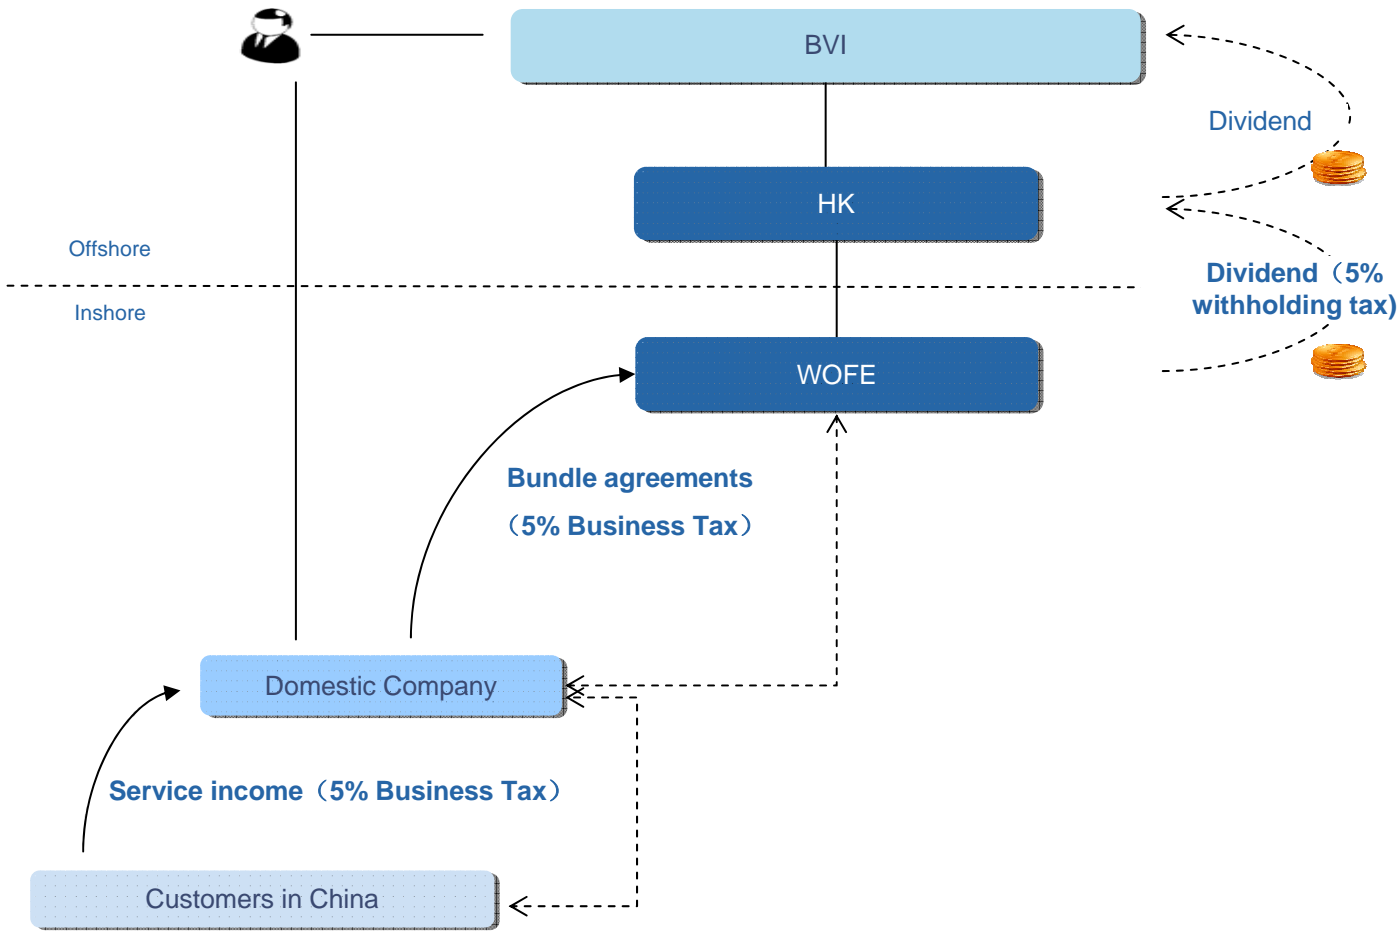 BVI
Dividend
HK
Offshore
Dividend（5%
withholding tax)
Inshore
WOFE
Bundle agreements
（5% Business Tax）
Domestic Company
Service income（5% Business Tax）
Customers in China